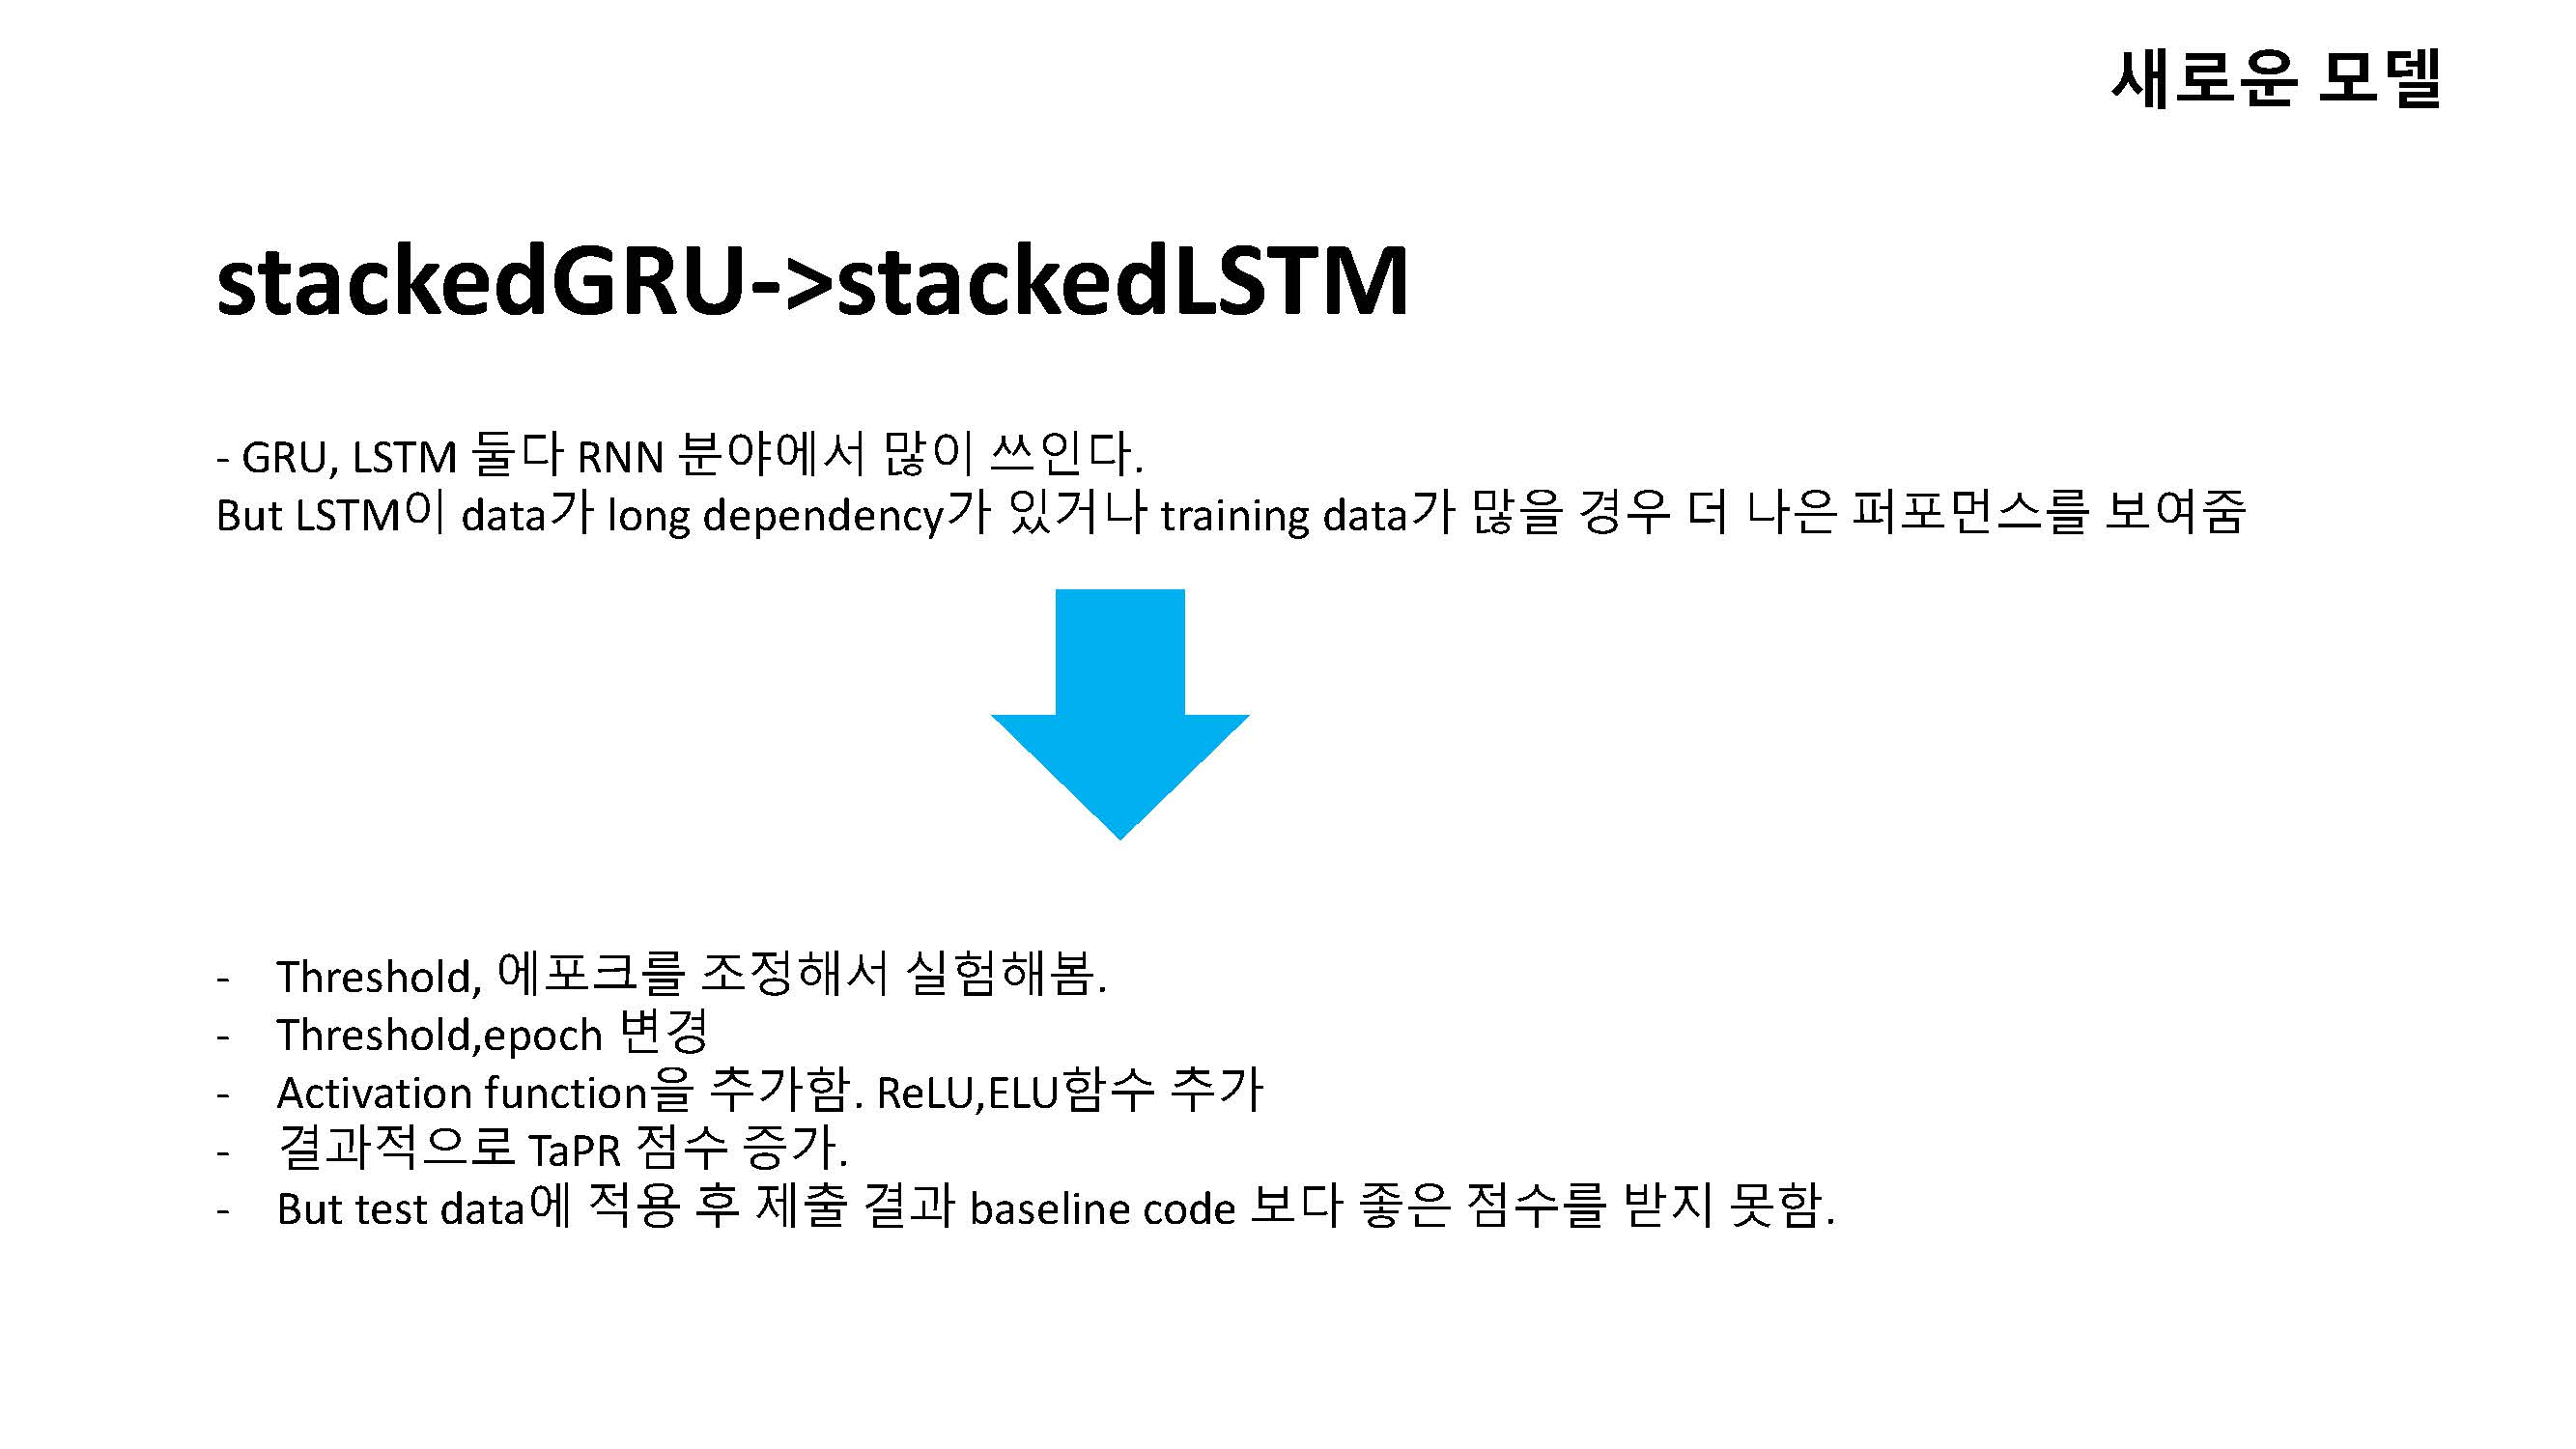 새로운 모델
stackedGRU->stackedLSTM
- GRU, LSTM 둘다 RNN 분야에서 많이 쓰인다.
But LSTM이 data가 long dependency가 있거나 training data가 많을 경우 더 나은 퍼포먼스를 보여줌
- Threshold, 에포크를 조정해서 실험해봄.
- Threshold,epoch 변경
- Activation function을 추가함. ReLU,ELU함수 추가
- 결과적으로 TaPR 점수 증가.
- But test data에 적용 후 제출 결과 baseline code 보다 좋은 점수를 받지 못함.